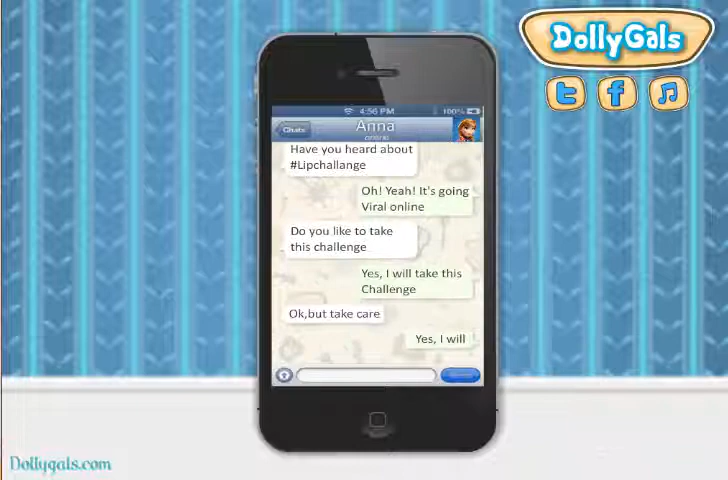 DollyGals
4:56 PM
100%
Chats
Anna
online
Have you heard about
#Lipchallange
Oh! Yeah! It's going
Viral online
Do you like to take
this challenge
Yes, I will take this
Challenge
Ok,but take care
Yes, I will
Dollygals.com